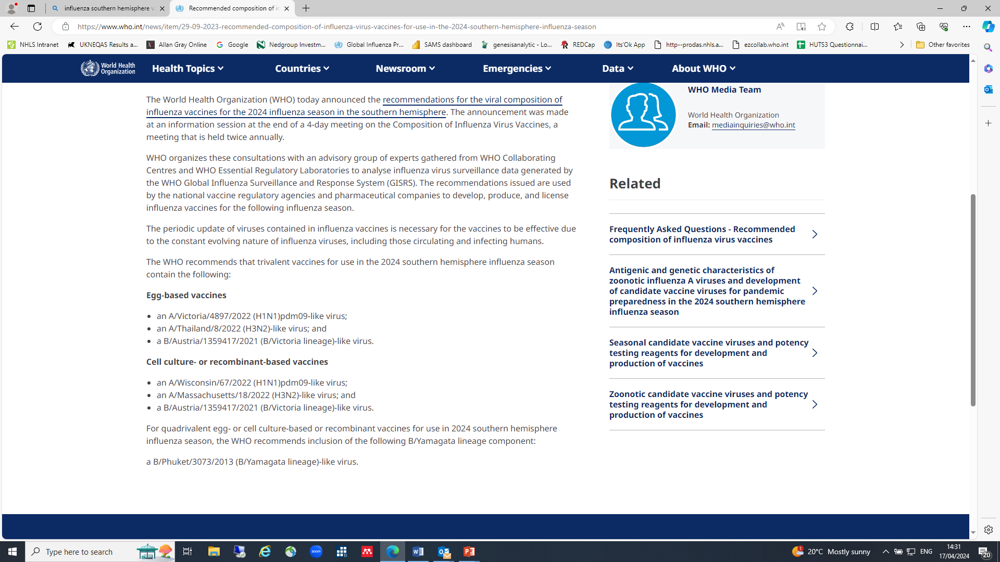 influenza southern hemisphere v
Recommended composition of in
https://www.who.int/news/item/29-09-2023-recommended-composition-of-influenza-virus-vaccines-for-use-in-the-2024-southern-hemisphere-influenza-season
NHLS Intranet
UKNEQAS Results a...
Allan Gray Online
Google
Nedgroup Investm...
Global Influenza Pr...
SAMS dashboard
genesisanalytic - Lo...
REDCap
Its'Ok App
http--prodas.nhls.a...
ezcollab.who.int
HUTS3 Questionnai...
Other favorites
World Health
Organization
Health Topics
Countries
Newsroom
Emergencies
Data
About WHO
The World Health Organization (WHO) today announced the recommendations for the viral composition of
influenza vaccines for the 2024 influenza season in the southern hemisphere. The announcement was made
at an information session at the end of a 4-day meeting on the Composition of Influenza Virus Vaccines, a
meeting that is held twice annually.
WHO organizes these consultations with an advisory group of experts gathered from WHO Collaborating
Centres and WHO Essential Regulatory Laboratories to analyse influenza virus surveillance data generated by
the WHO Global Influenza Surveillance and Response System (GISRS). The recommendations issued are used
by the national vaccine regulatory agencies and pharmaceutical companies to develop, produce, and license
influenza vaccines for the following influenza season.
The periodic update of viruses contained in influenza vaccines is necessary for the vaccines to be effective due
to the constant evolving nature of influenza viruses, including those circulating and infecting humans.
The WHO recommends that trivalent vaccines for use in the 2024 southern hemisphere influenza season
contain the following:
Egg-based vaccines
• an A/Victoria/4897/2022 (H1N1)pdm09-like virus;
• an A/Thailand/8/2022 (H3N2)-like virus; and
• a B/Austria/1359417/2021 (B/Victoria lineage)-like virus.
Cell culture- or recombinant-based vaccines
• an A/Wisconsin/67/2022 (H1N1)pdm09-like virus;
• an A/Massachusetts/18/2022 (H3N2)-like virus; and
• a B/Austria/1359417/2021 (B/Victoria lineage)-like virus.
For quadrivalent egg- or cell culture-based or recombinant vaccines for use in 2024 southern hemisphere
influenza season, the WHO recommends inclusion of the following B/Yamagata lineage component:
a B/Phuket/3073/2013 (B/Yamagata lineage)-like virus.
WHO Media Team
World Health Organization
Email: mediainquiries@who.int
Related
Frequently Asked Questions - Recommended
composition of influenza virus vaccines
Antigenic and genetic characteristics of
zoonotic influenza A viruses and development
of candidate vaccine viruses for pandemic
preparedness in the 2024 southern hemisphere
influenza season
Seasonal candidate vaccine viruses and potency
testing reagents for development and
production of vaccines
Zoonotic candidate vaccine viruses and potency
testing reagents for development and
production of vaccines
Type here to search
zoom
18
1
20°C Mostly sunny
ENG
14:31
17/04/2024
20